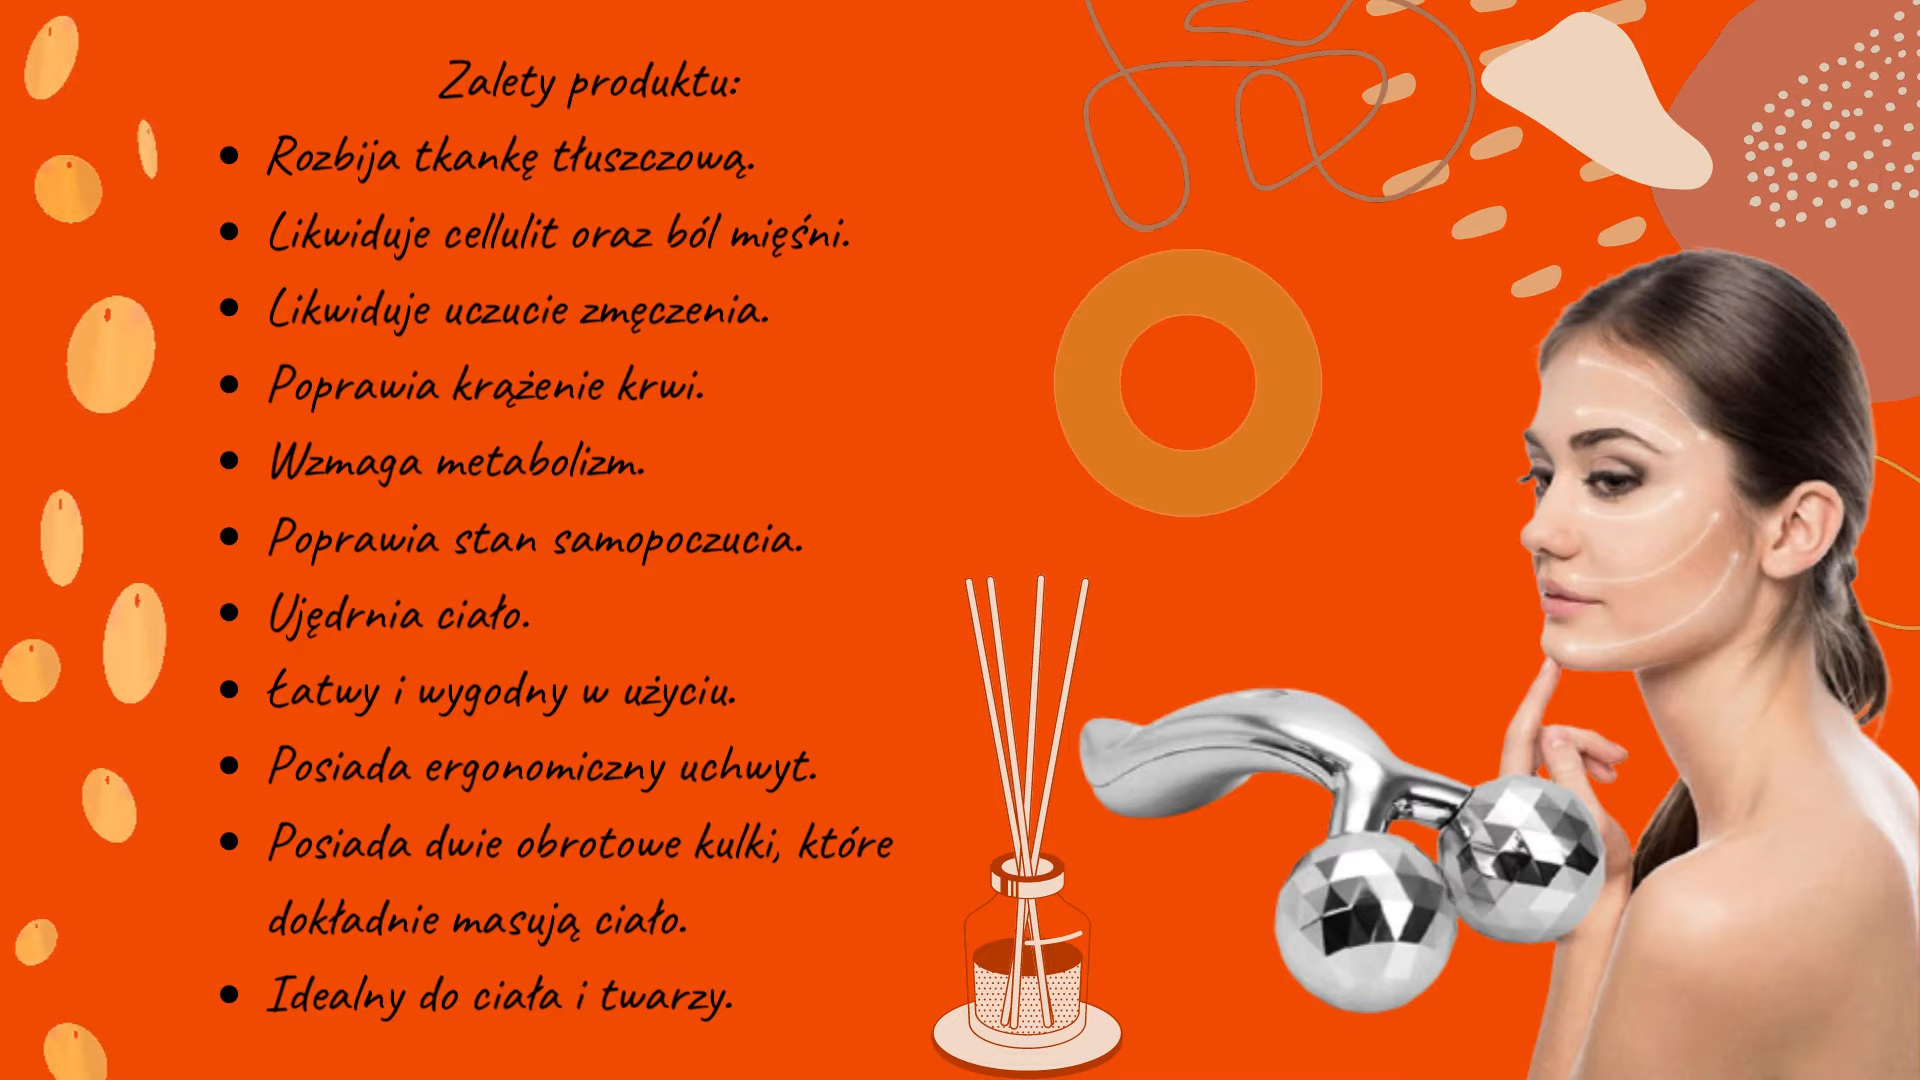 Zalety produktu:
Rozbija tkankę tłuszczową.
Likwiduje cellulit oraz ból mięśni.
Likwiduje uczucie zmęczenia.
Poprawia krążenie krwi.
Wzmaga metabolizm.
Poprawia stan samopoczucia.
Ujędrnia ciało.
Łatwy i wygodny w użyciu.
Posiada ergonomiczny uchwyt.
Posiada dwie obrotowe kulki, które
dokładnie masują ciało.
Idealny do ciała i twarzy.